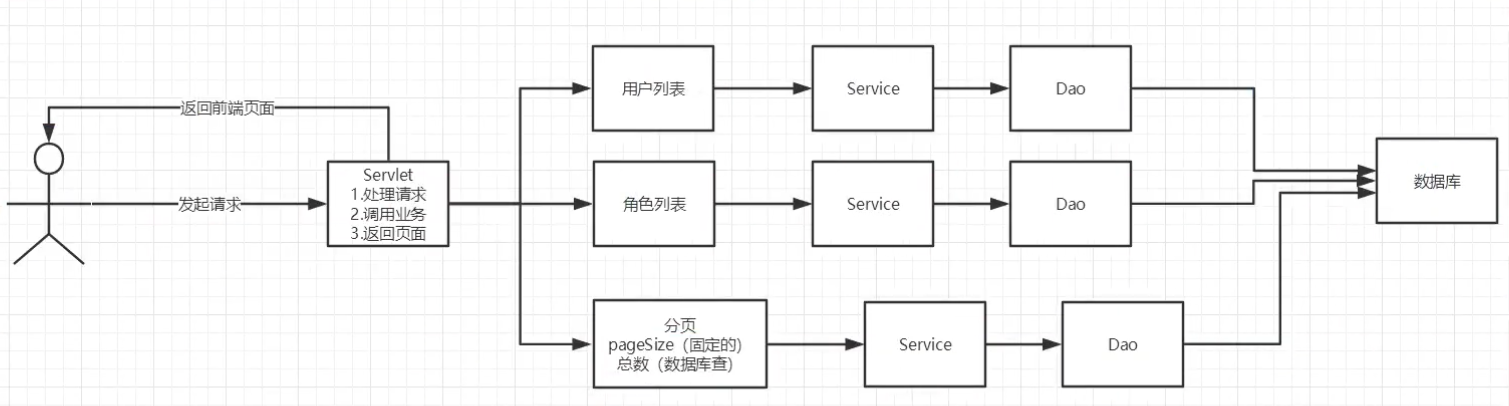 返回前端页面
发起请求
Servlet
1.处理请求
2.调用业务
3.返回页面
用户列表
Service
Dao
角色列表
Service
Dao
分页
pageSize（固定的）
总数（数据库查）
Service
Dao
数据库